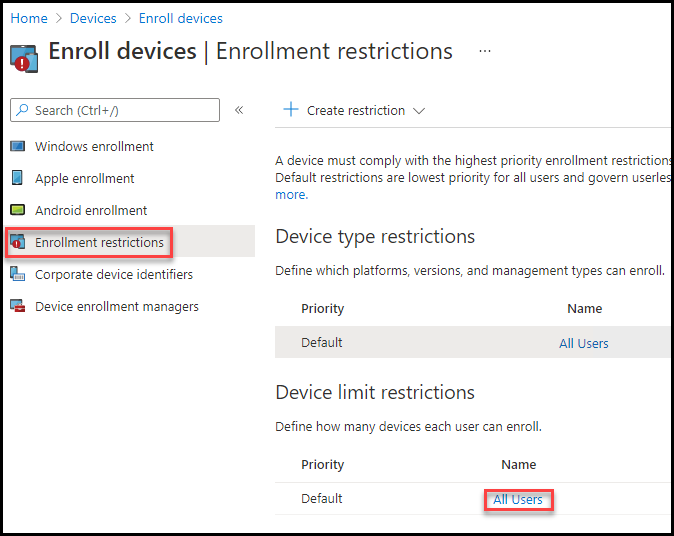 Home > Devices > Enroll devices
Enroll devices | Enrollment restrictions ...
Search (Ctrl+/) «
+ Create restriction
Windows enrollment
Apple enrollment
Android enrollment
Enrollment restrictions
Corporate device identifiers
Device enrollment managers
A device must comply with the highest priority enrollment restrictions
Default restrictions are lowest priority for all users and govern userles
more.
Device type restrictions
Define which platforms, versions, and management types can enroll.
Priority Name
Default All Users
Device limit restrictions
Define how many devices each user can enroll.
Priority Name
Default All Users